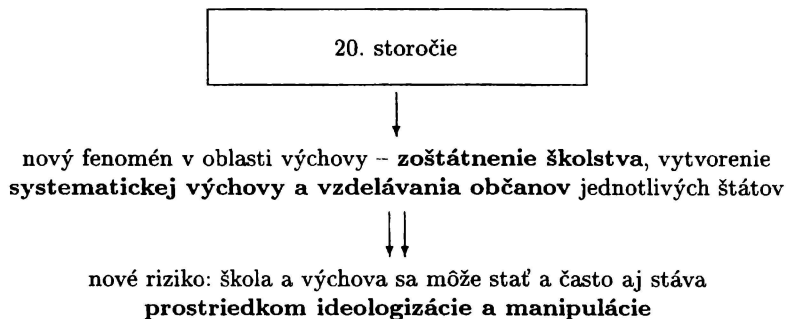 20. storočie
nový fenomén v oblasti výchovy – zoštátnenie školstva, vytvorenie
systematickej výchovy a vzdelávania občanov jednotlivých štátov
nové riziko: škola a výchova sa môže stať a často aj stáva
prostriedkom ideologizácie a manipulácie